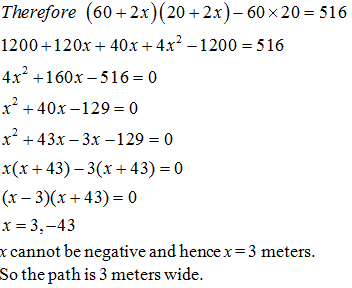 Therefore (60+2x)(20+2x)−60×20=516
1200+120x+40x+4x²−1200=516
4x²+160x−516=0
x²+40x−129=0
x²+43x−3x−129=0
x(x+43)−3(x+43)=0
(x−3)(x+43)=0
x=3,−43
x cannot be negative and hence x=3 meters.
So the path is 3 meters wide.